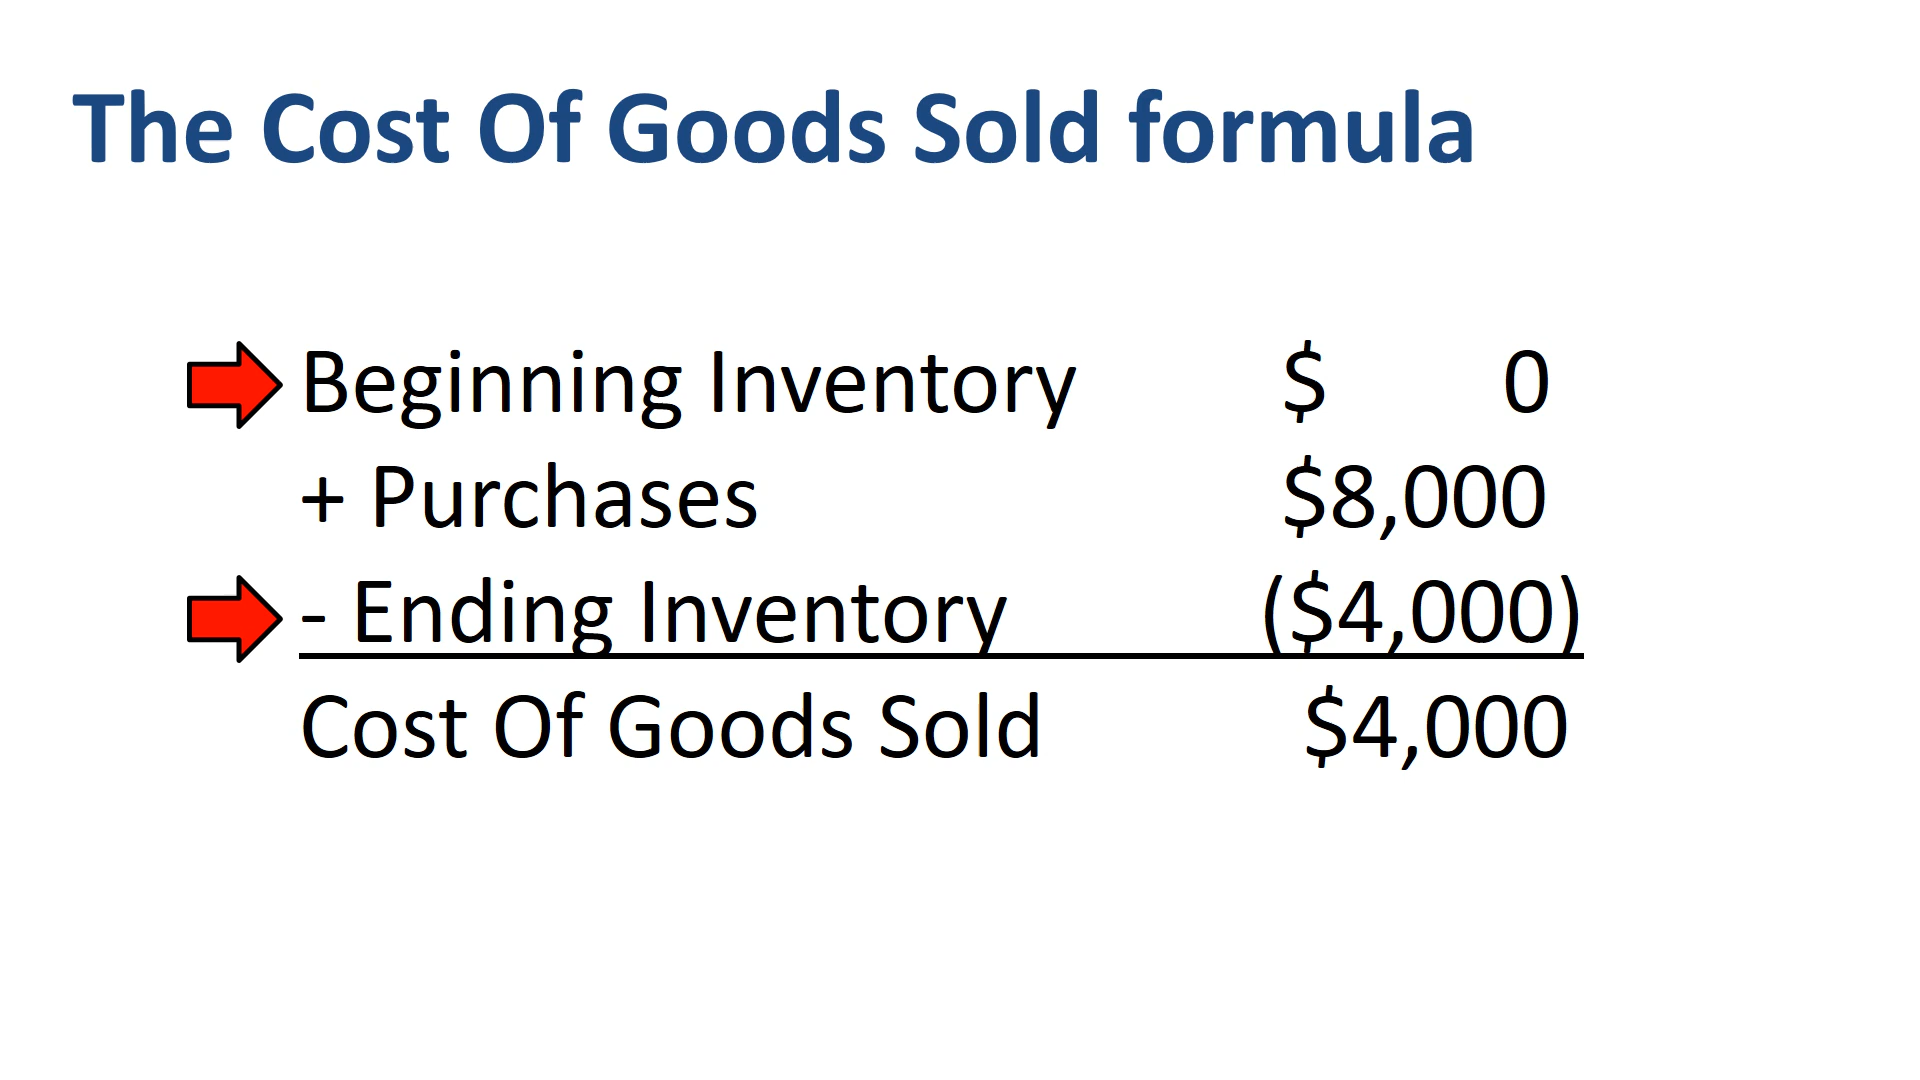 The Cost Of Goods Sold formula
Beginning Inventory $ 0
+ Purchases $8,000
- Ending Inventory ($4,000)
Cost Of Goods Sold $4,000